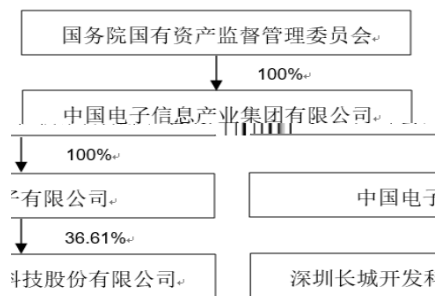 国务院国有资产监督管理委员会
100%
中国电子信息产业集团有限公司
100%
子有限公司
中国电子
36.61%
科技股份有限公司
深圳长城开发科